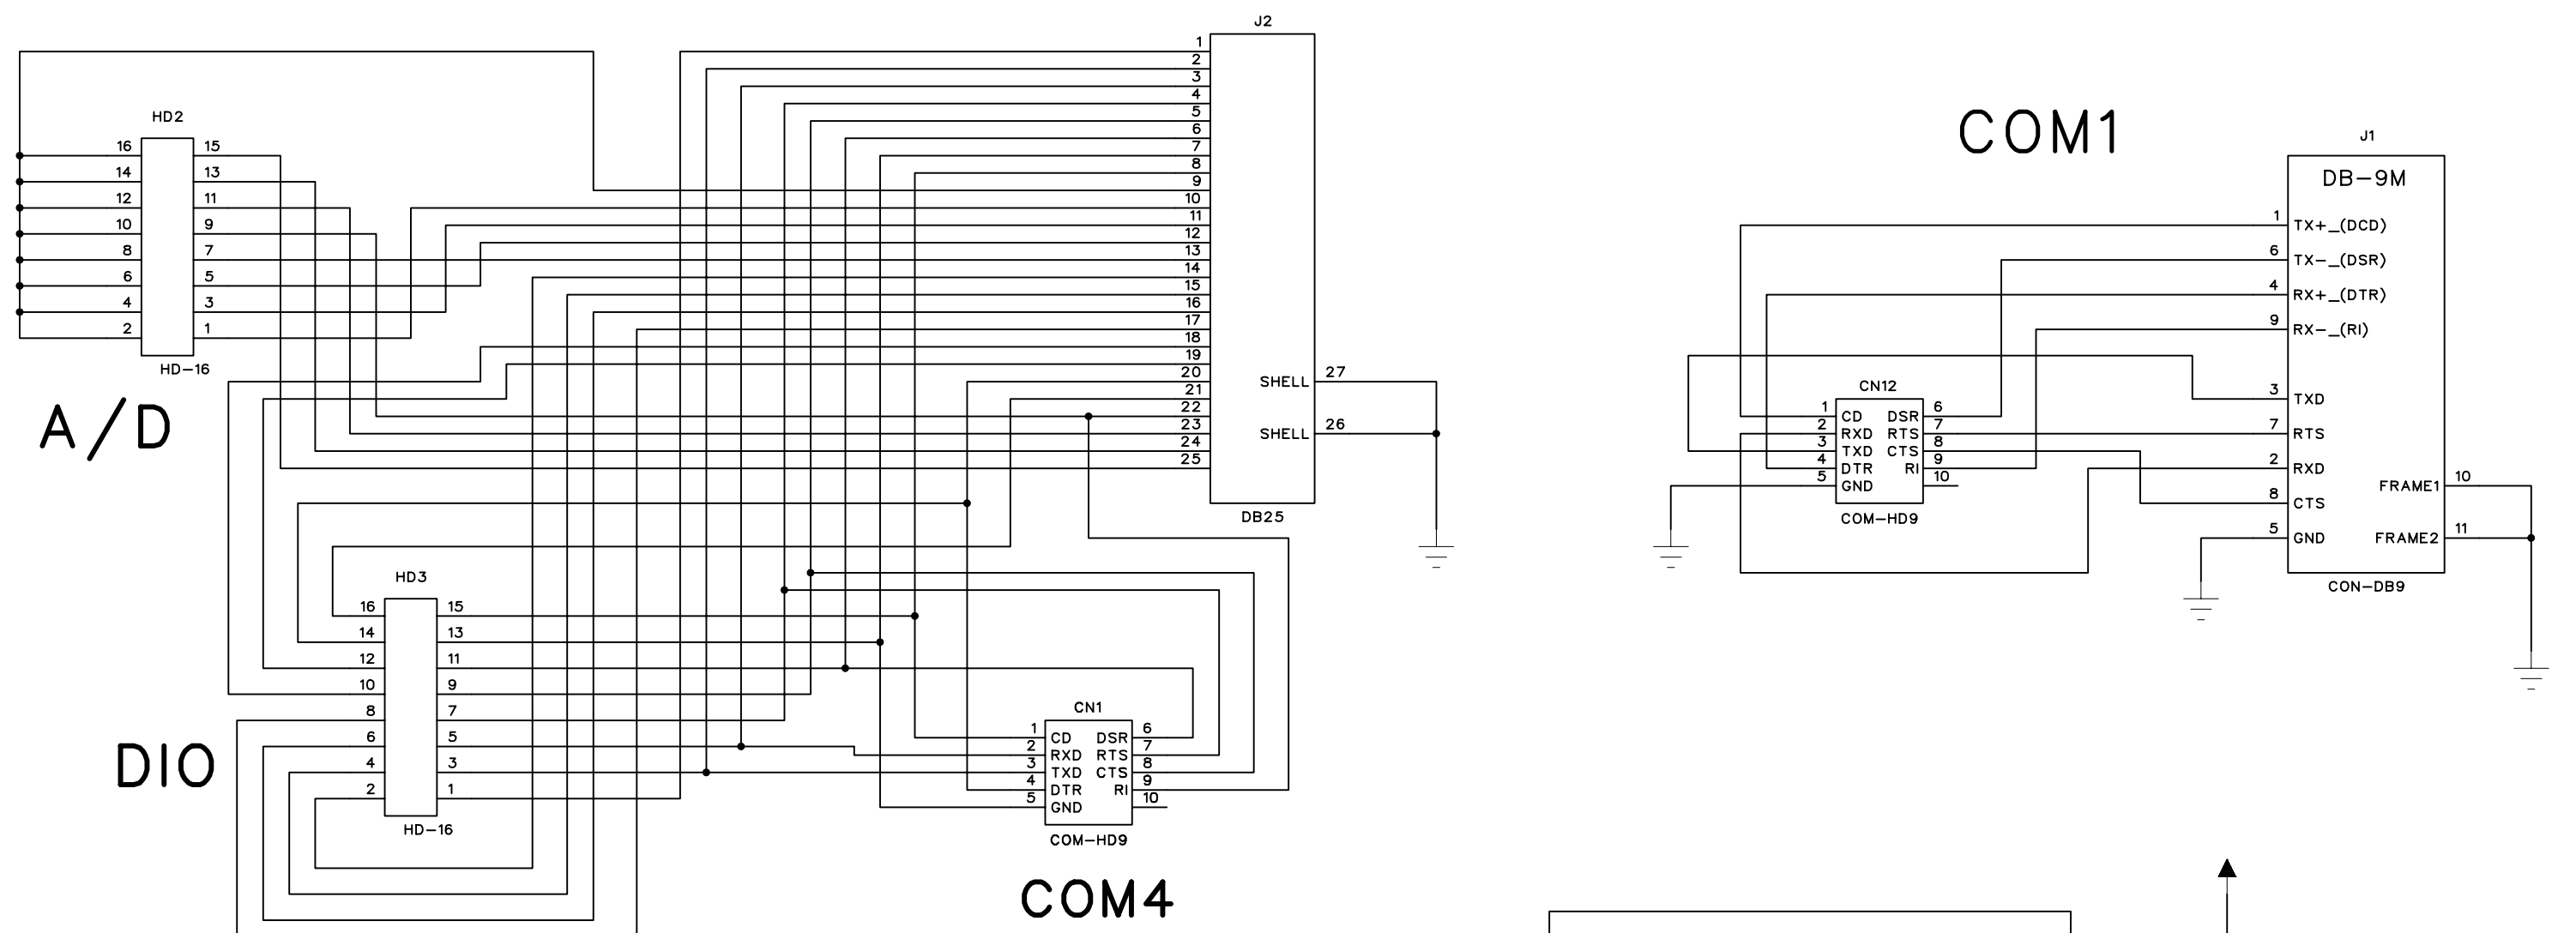 J2
1
2
3
4
5
6
7
8
9
10
11
12
13
14
15
16
17
18
19
20
21
22
23
24
25
SHELL 27
SHELL 26
DB25
HD2
16 15
14 13
12 11
10 9
8 7
6 5
4 3
2 1
HD-16
A/D
HD3
16 15
14 13
12 11
10 9
8 7
6 5
4 3
2 1
HD-16
DIO
CN1
1 CD DSR 6
2 RXD RTS 7
3 TXD CTS 8
4 DTR RI 9
5 GND 10
COM-HD9
COM4
COM1
J1
DB-9M
1 TX+_(DCD)
6 TX-_(DSR)
4 RX+_(DTR)
9 RX-_(RI)
3 TXD
7 RTS
2 RXD
FRAME1 10
8 CTS
5 GND FRAME2 11
CON-DB9
CN12
1 CD DSR 6
2 RXD RTS 7
3 TXD CTS 8
4 DTR RI 9
5 GND 10
COM-HD9